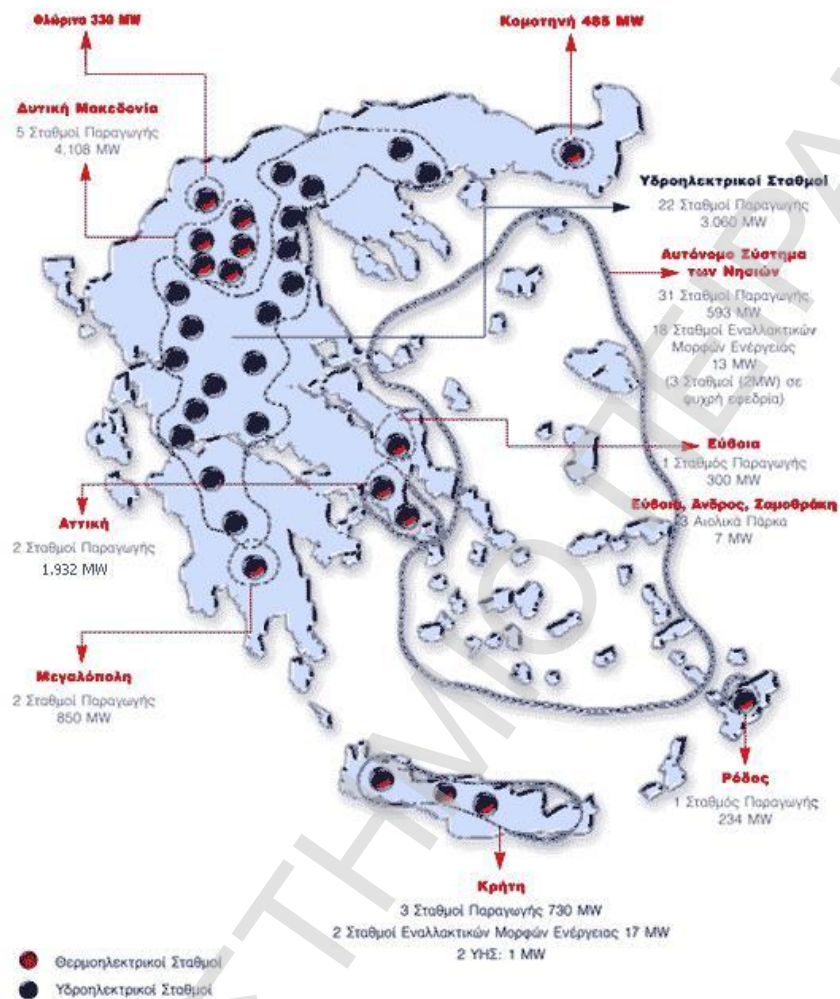 Φλώρινα 330 MW
Κομοτηνή 485 MW
Δυτική Μακεδονία
5 Σταθμοί Παραγωγής
4.108 MW
Υδροηλεκτρικοί Σταθμοί
22 Σταθμοί Παραγωγής
3.060 MW
Αυτόνομο Σύστημα
των Νησιών
31 Σταθμοί Παραγωγής
593 MW
18 Σταθμοί Εναλλακτικών
Μορφών Ενέργειας
13 MW
(3 Σταθμοί (2MW) σε
ψυχρή εφεδρία)
Εύβοια
1 Σταθμός Παραγωγής
300 MW
Εύβοια, Ανδρος, Σαμοθράκη
3 Αιολικά Πάρκα
7 MW
Αττική
2 Σταθμοί Παραγωγής
1.932 MW
Μεγαλόπολη
2 Σταθμοί Παραγωγής
850 MW
Ρόδος
1 Σταθμός Παραγωγής
234 MW
Κρήτη
3 Σταθμοί Παραγωγής 730 MW
2 Σταθμοί Εναλλακτικών Μορφών Ενέργειας 17 MW
2 ΥΗΣ: 1 MW
Θερμοηλεκτρικοί Σταθμοί
Υδροηλεκτρικοί Σταθμοί